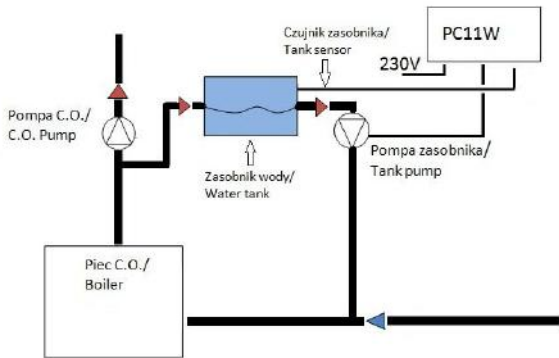 Czujnik zasobnika/
Tank sensor
PC11W
230V
Pompa C.O./
C.O. Pump
Pompa zasobnika/
Tank pump
Zasobnik wody/
Water tank
Piec C.O./
Boiler